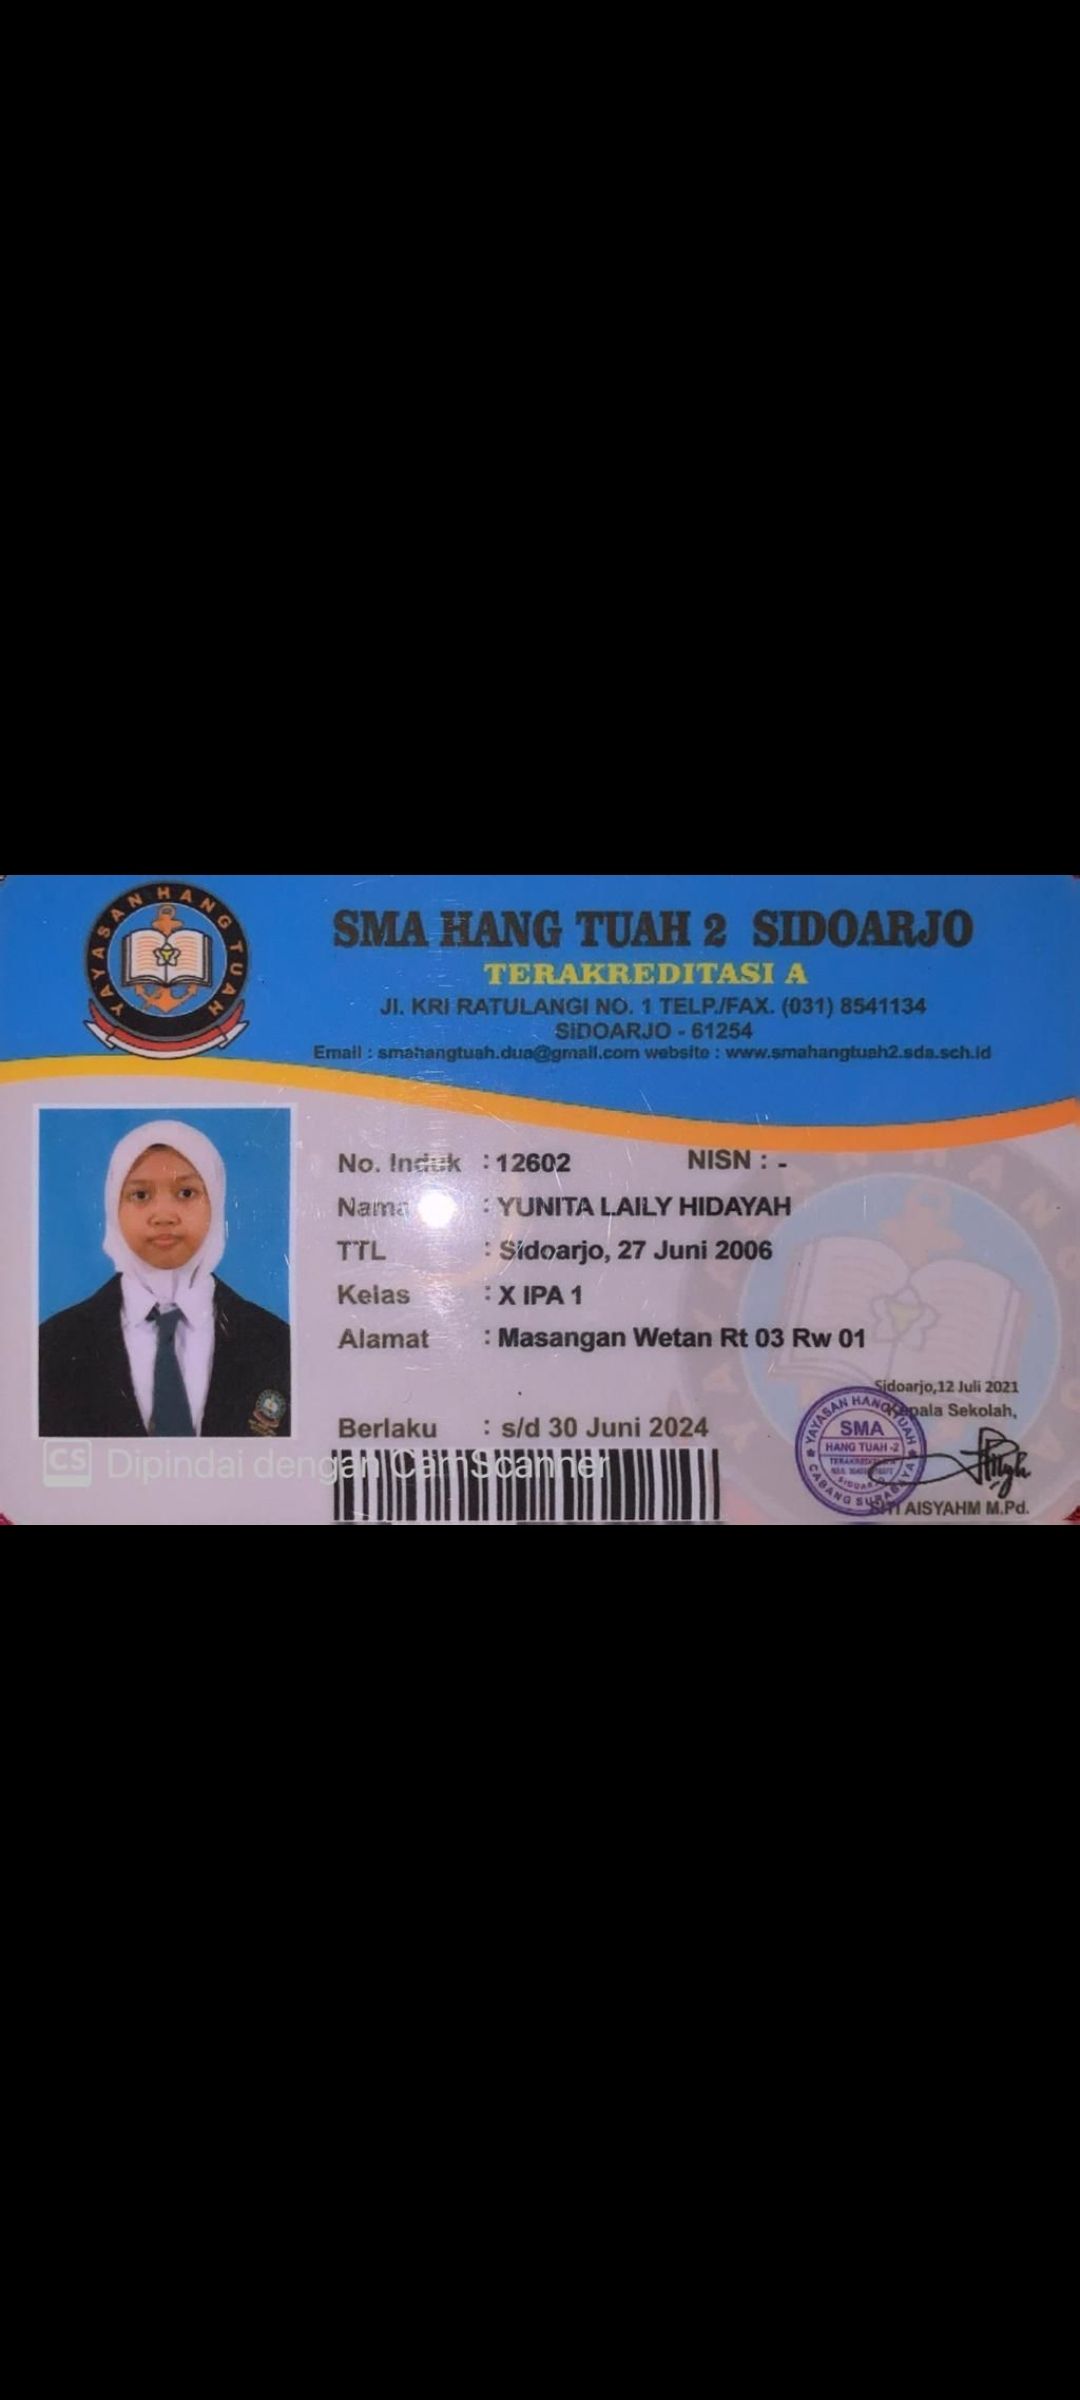 YAYASAN HANG TUAH
SMA HANG TUAH 2 SIDOARJO
TERAKREDITASI A
Jl. KRI RATULANGI NO. 1 TELP./FAX. (031) 8541134
SIDOARJO - 61254
Email : smahangtuah.dua@gmail.com website : www.smahangtuah2.sda.sch.id
No. Induk : 12602 NISN : -
Nama : YUNITA LAILY HIDAYAH
TTL : Sidoarjo, 27 Juni 2006
Kelas : X IPA 1
Alamat : Masangan Wetan Rt 03 Rw 01
Berlaku : s/d 30 Juni 2024
Sidoarjo,12 Juli 2021
Kepala Sekolah,
YAYASAN HANG TUAH
SMA
HANG TUAH -2
SIDOARJO
CABANG SURABAYA
SITI AISYAHM M.Pd.
CS Dipindai dengan CamScanner